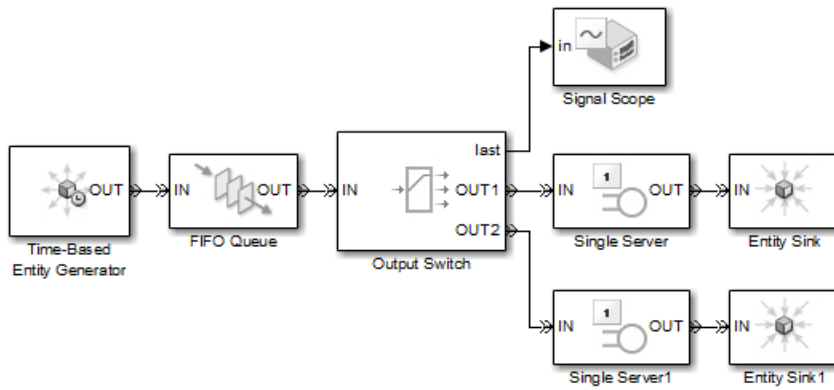 in
Signal Scope
last
OUT
IN
OUT
IN
OUT1
IN
OUT
IN
OUT2
Time-Based
Entity Generator
FIFO Queue
Output Switch
1
Single Server
Entity Sink
IN
1
OUT
IN
Single Server1
Entity Sink1